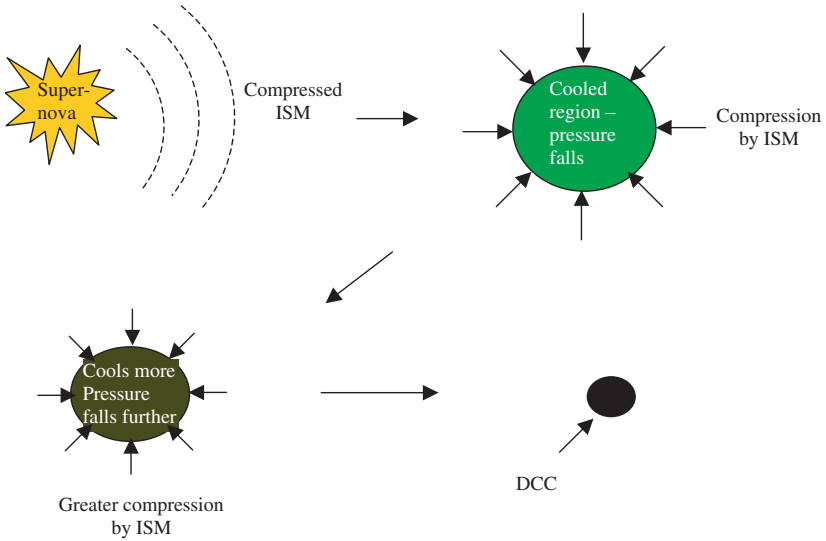 Super-
nova
Compressed
ISM
Cooled
region –
pressure
falls
Compression
by ISM
Cools more
Pressure
falls further
Greater compression
by ISM
DCC